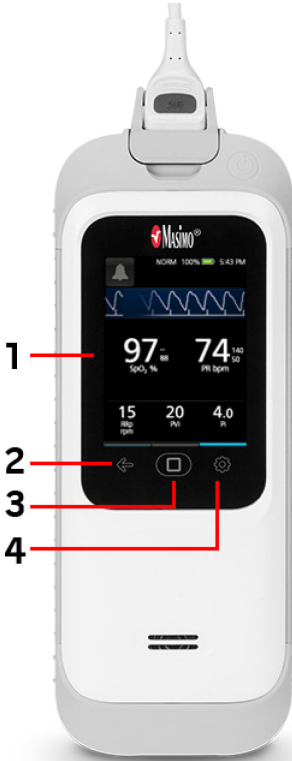 MASIMO®
NORM 100% 5:43 PM
97 – 88
SpO₂ %
74 140 50
PR bpm
15 20 4.0
RRp PVi Pi
rpm
1
2
3
4